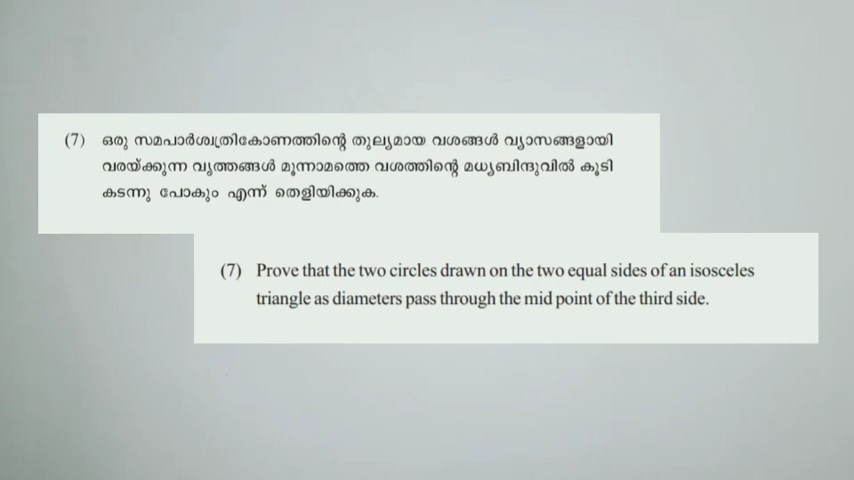 (7) ഒരു സമപാർശ്വത്രികോണത്തിന്റെ തുല്യമായ വശങ്ങൾ വ്യാസങ്ങളായി
വരയ്ക്കുന്ന വൃത്തങ്ങൾ മൂന്നാമത്തെ വശത്തിന്റെ മധ്യബിന്ദുവിൽ കൂടി
കടന്നു പോകും എന്ന് തെളിയിക്കുക.
(7) Prove that the two circles drawn on the two equal sides of an isosceles
triangle as diameters pass through the mid point of the third side.